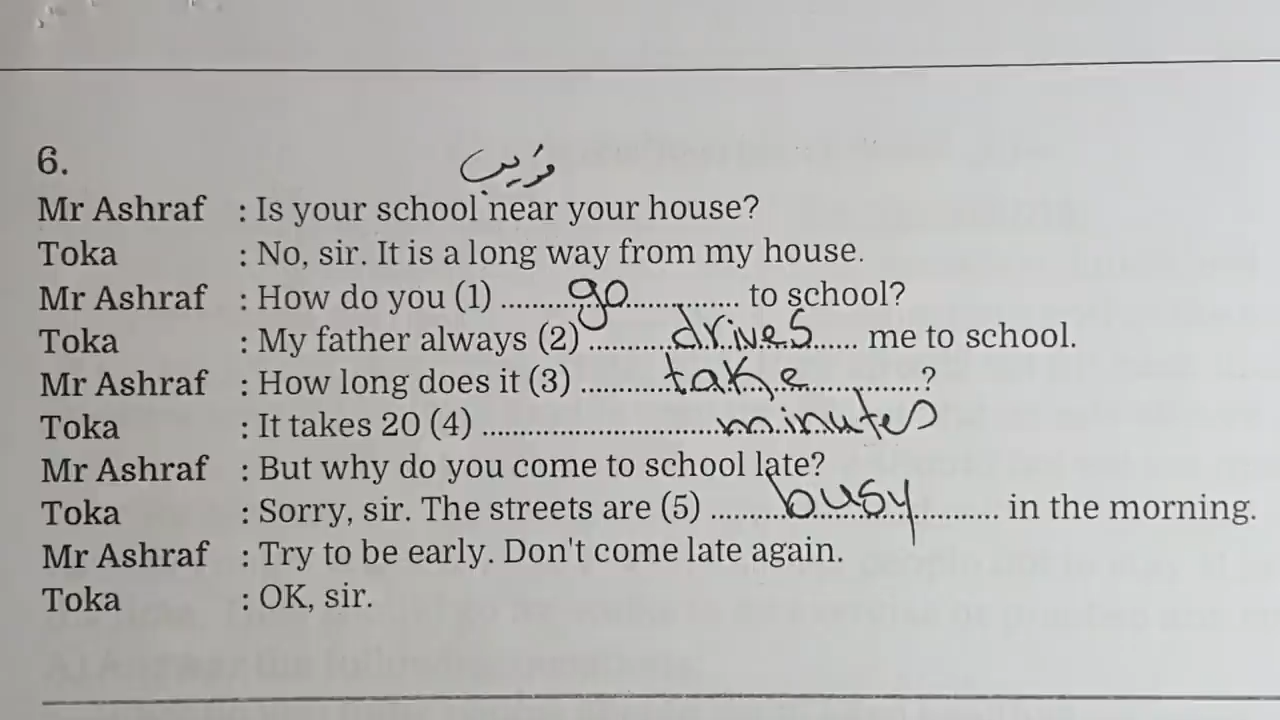 6.
قريب
Mr Ashraf : Is your school near your house?
Toka : No, sir. It is a long way from my house.
Mr Ashraf : How do you (1) ........go............ to school?
Toka : My father always (2) ........drives...... me to school.
Mr Ashraf : How long does it (3) ........take............?
Toka : It takes 20 (4) ........................minutes
Mr Ashraf : But why do you come to school late?
Toka : Sorry, sir. The streets are (5) ........busy........ in the morning.
Mr Ashraf : Try to be early. Don't come late again.
Toka : OK, sir.